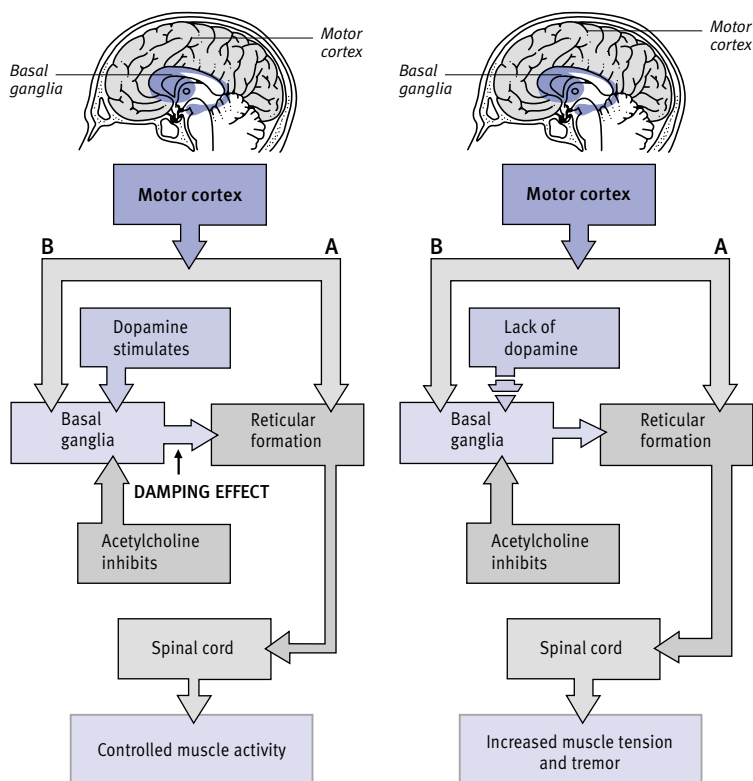 Motor
cortex
Basal
ganglia
Motor cortex
B
A
Dopamine
stimulates
Basal
ganglia
Reticular
formation
DAMPING EFFECT
Acetylcholine
inhibits
Spinal cord
Controlled muscle activity
Motor
cortex
Basal
ganglia
Motor cortex
B
A
Lack of
dopamine
Basal
ganglia
Reticular
formation
Acetylcholine
inhibits
Spinal cord
Increased muscle tension
and tremor